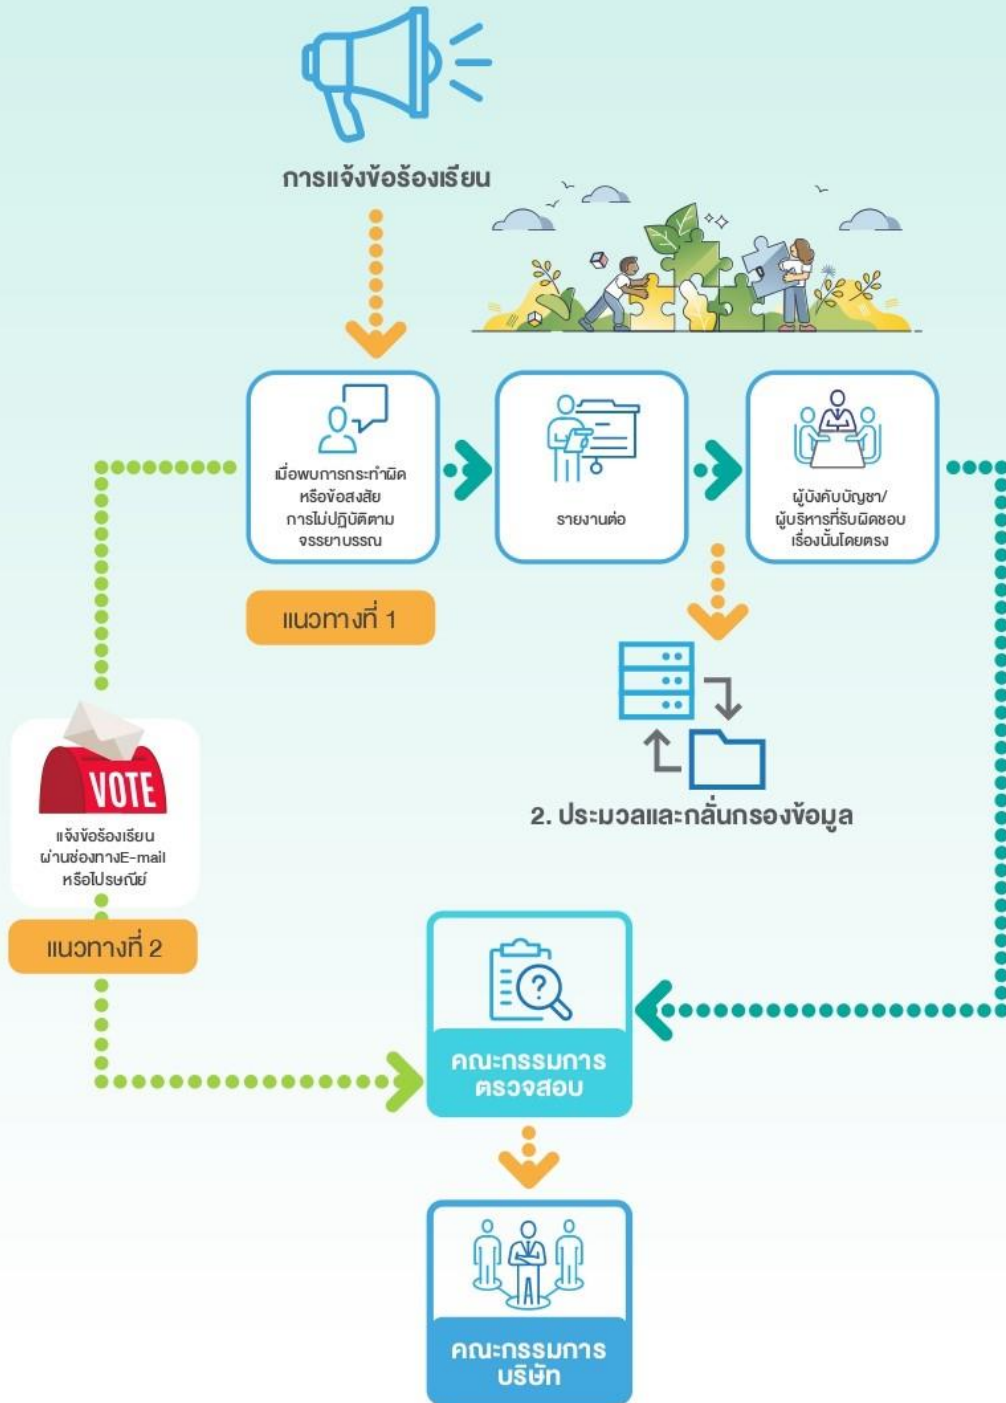 การแจ้งข้อร้องเรียน
เมื่อพบการกระทำผิด
หรือข้อสงสัย
การไม่ปฏิบัติตาม
จรรยาบรรณ
รายงานต่อ
ผู้บังคับบัญชา/
ผู้บริหารที่รับผิดชอบ
เรื่องนั้นโดยตรง
แนวทางที่ 1
2. ประมวลและกลั่นกรองข้อมูล
VOTE
แจ้งข้อร้องเรียน
ผ่านช่องทางE-mail
หรือไปรษณีย์
แนวทางที่ 2
คณะกรรมการ
ตรวจสอบ
คณะกรรมการ
บริษัท